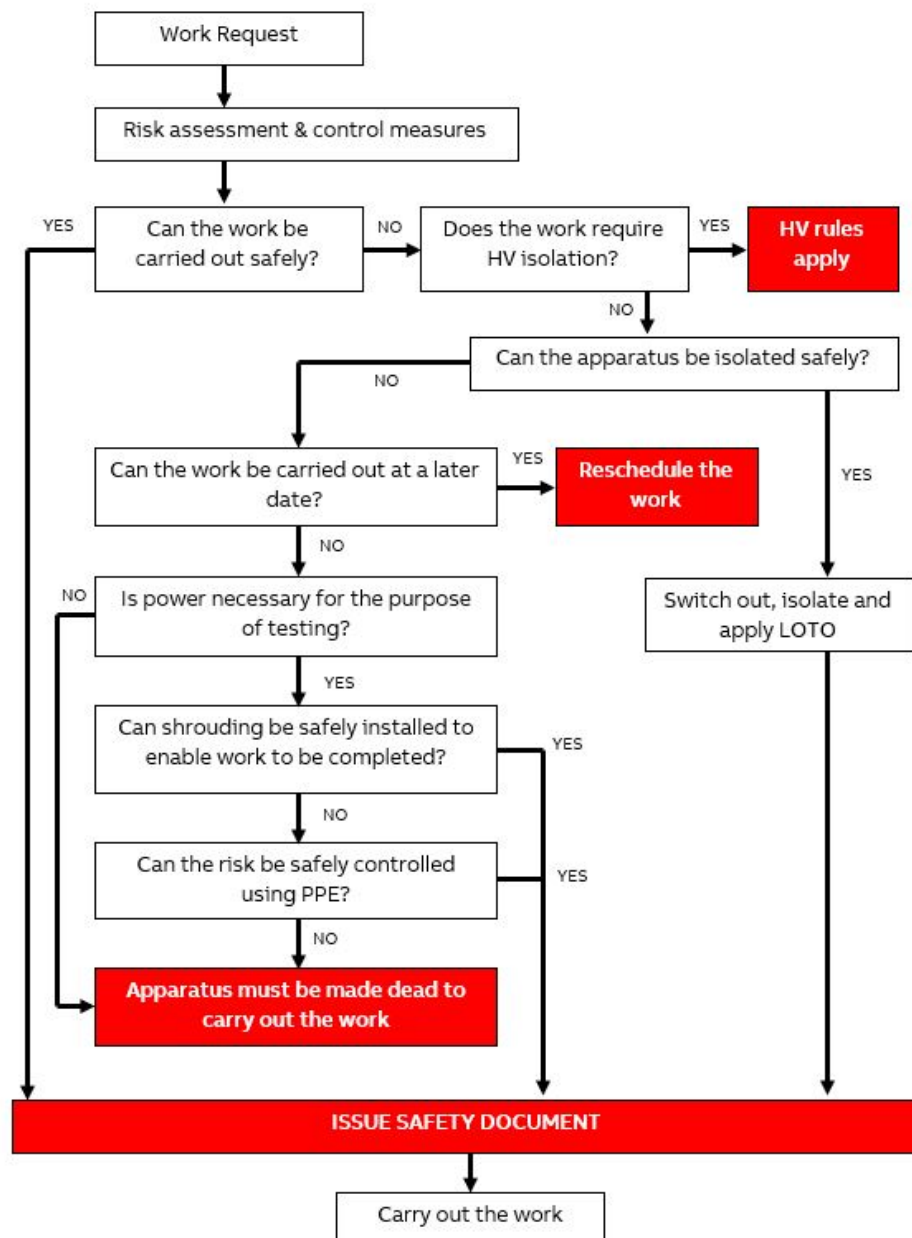 Work Request
Risk assessment & control measures
YES
Can the work be
carried out safely?
NO
Does the work require
HV isolation?
YES
HV rules
apply
NO
Can the apparatus be isolated safely?
NO
YES
Can the work be carried out at a later
date?
YES
Reschedule the
work
NO
NO
Is power necessary for the purpose
of testing?
Switch out, isolate and
apply LOTO
YES
Can shrouding be safely installed to
enable work to be completed?
YES
NO
Can the risk be safely controlled
using PPE?
YES
NO
Apparatus must be made dead to
carry out the work
ISSUE SAFETY DOCUMENT
Carry out the work